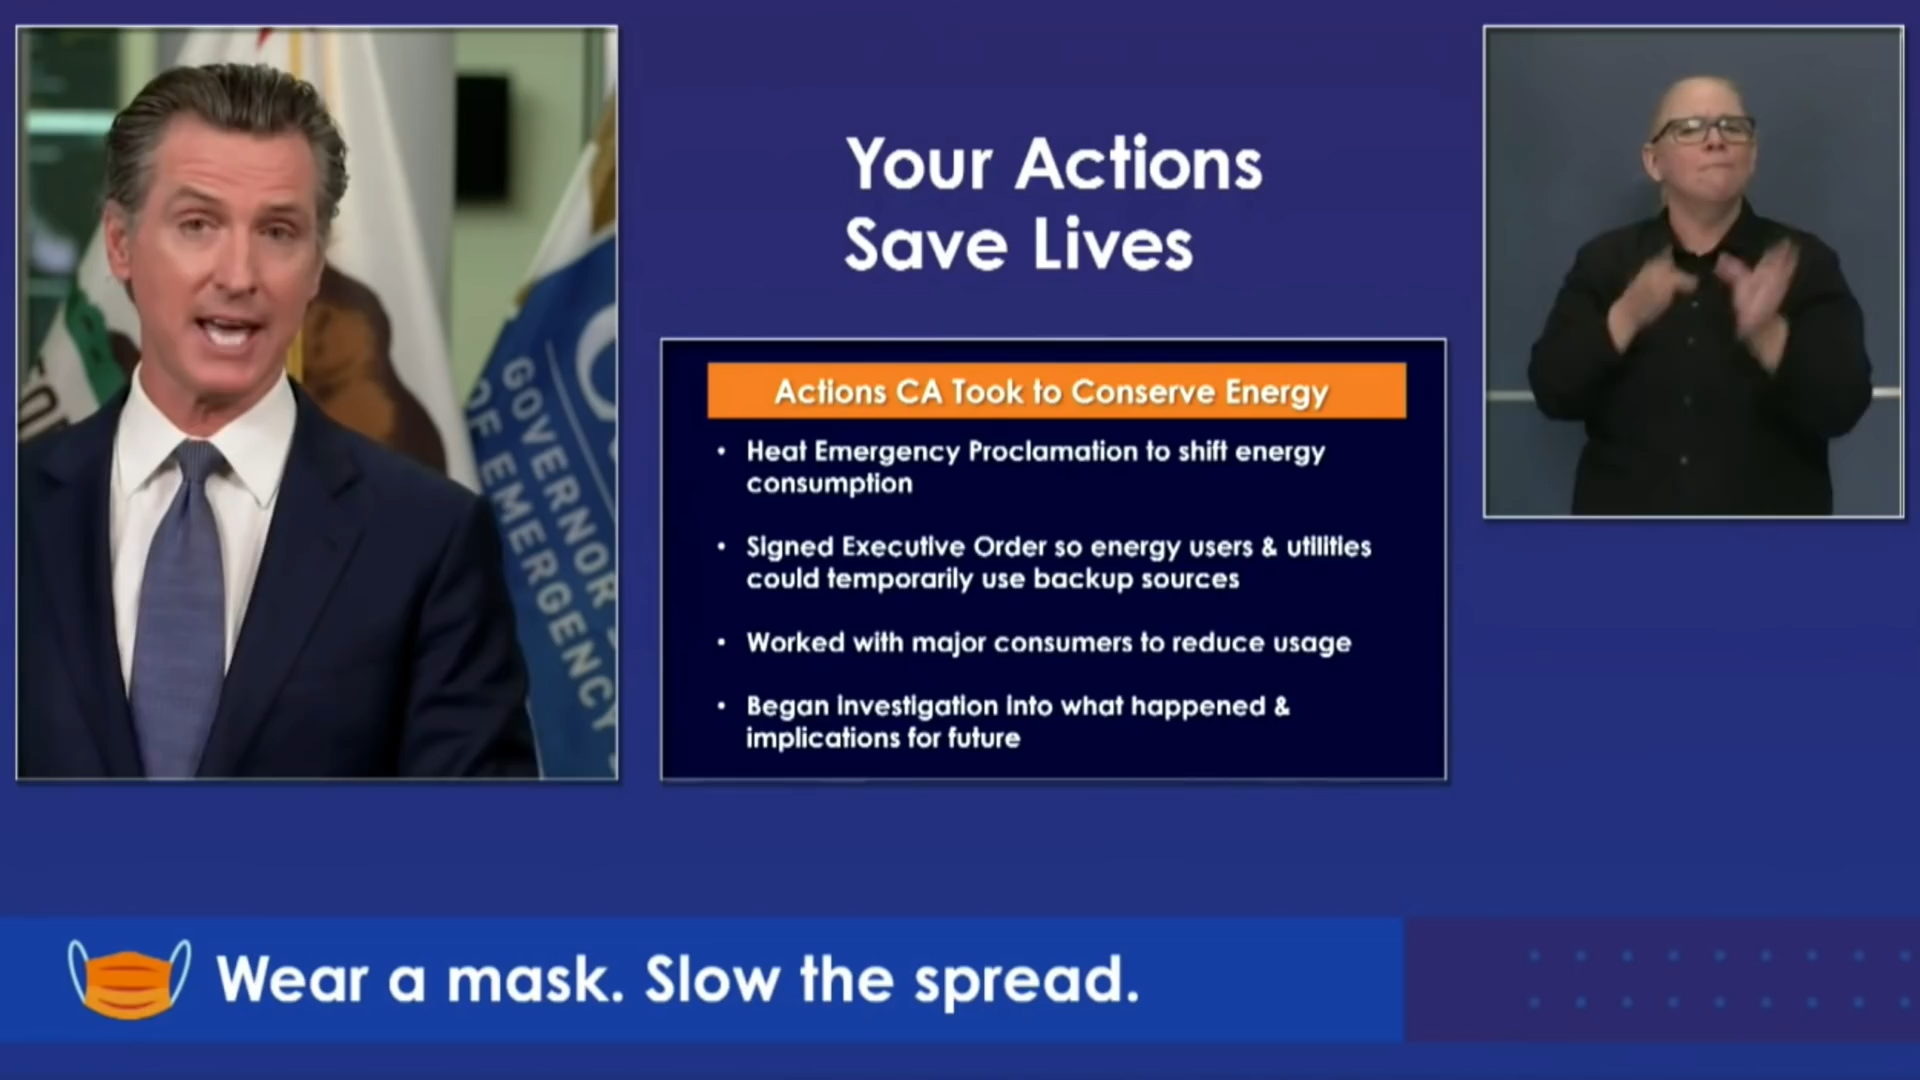 Your Actions
Save Lives
Actions CA Took to Conserve Energy
• Heat Emergency Proclamation to shift energy
consumption
• Signed Executive Order so energy users & utilities
could temporarily use backup sources
• Worked with major consumers to reduce usage
• Began investigation into what happened &
implications for future
GOVERNOR
OF EMERGENCY
Wear a mask. Slow the spread.